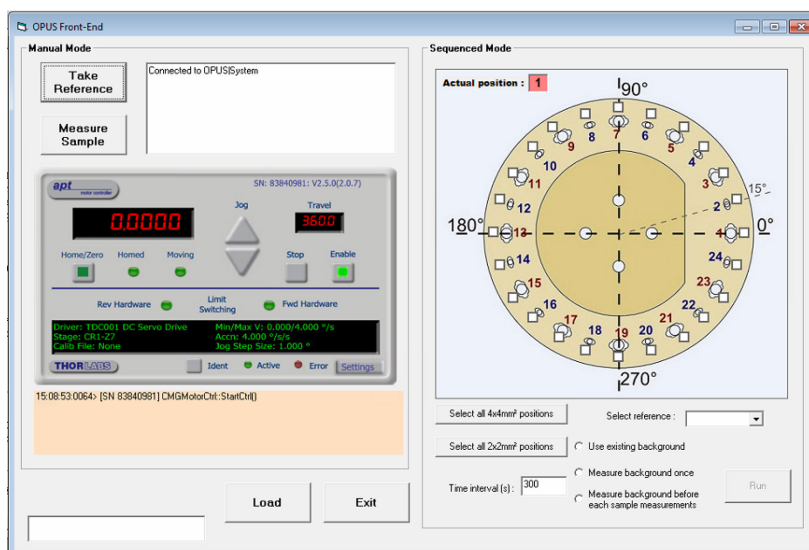 OPUS Front-End
Manual Mode
Take
Reference
Connected to OPUS|System
Measure
Sample
apt
motor controller
SN: 83840981: V2.5.0(2.0.7)
0.0000
Jog
Travel
360.0
Home/Zero
Homed
Moving
Stop
Enable
Rev Hardware
Limit
Switching
Fwd Hardware
Driver: TDC001 DC Servo Drive
Stage: CR1-Z7
Calib File: None
Min/Max V: 0.000/4.000 °/s
Accn: 4.000 °/s/s
Jog Step Size: 1.000 °
THORLABS
Ident
Active
Error
Settings
15:08:53:0064> [SN 83840981] CMGMotorCtrl::StartCtrl()
Load
Exit
Sequenced Mode
Actual position : 1
90°
7
8
6
9
5
10
4
11
3
15°
12
2
180°
13
1
0°
14
24
15
23
16
22
17
21
18
19
20
270°
Select all 4x4mm² positions
Select reference :
Select all 2x2mm² positions
Use existing background
Measure background once
Time interval (s) : 300
Measure background before
each sample measurements
Run